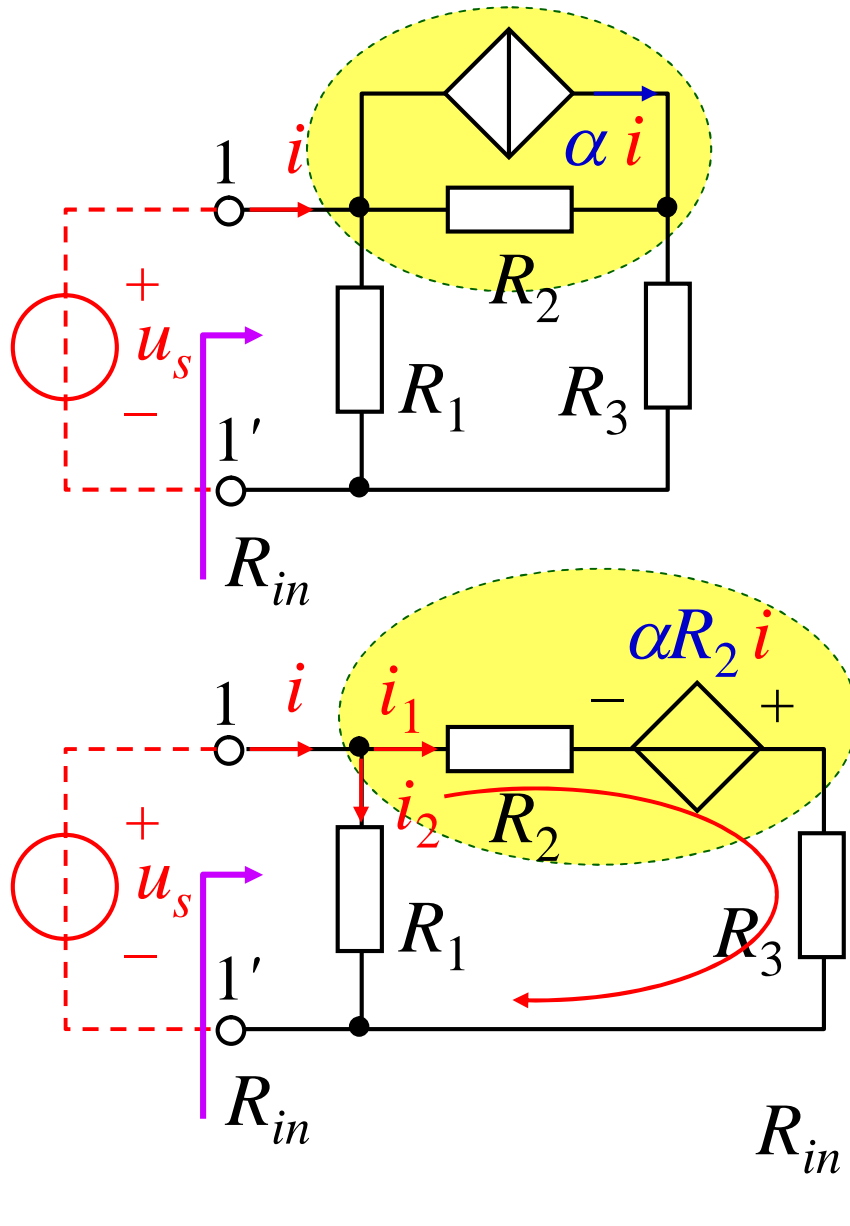 α i
1
i
R₂
+
uₛ
R₁
R₃
−
1′
Rᵢₙ
αR₂ i
1
i
i₁
−
+
i₂
R₂
+
uₛ
R₁
R₃
−
1′
Rᵢₙ
Rᵢₙ